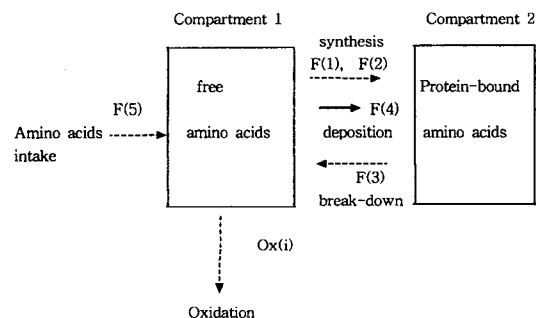 Compartment 1
Compartment 2
synthesis
F(1), F(2)
free
Protein-bound
F(5)
F(4)
Amino acids
amino acids
deposition
amino acids
intake
F(3)
break-down
Ox(i)
Oxidation